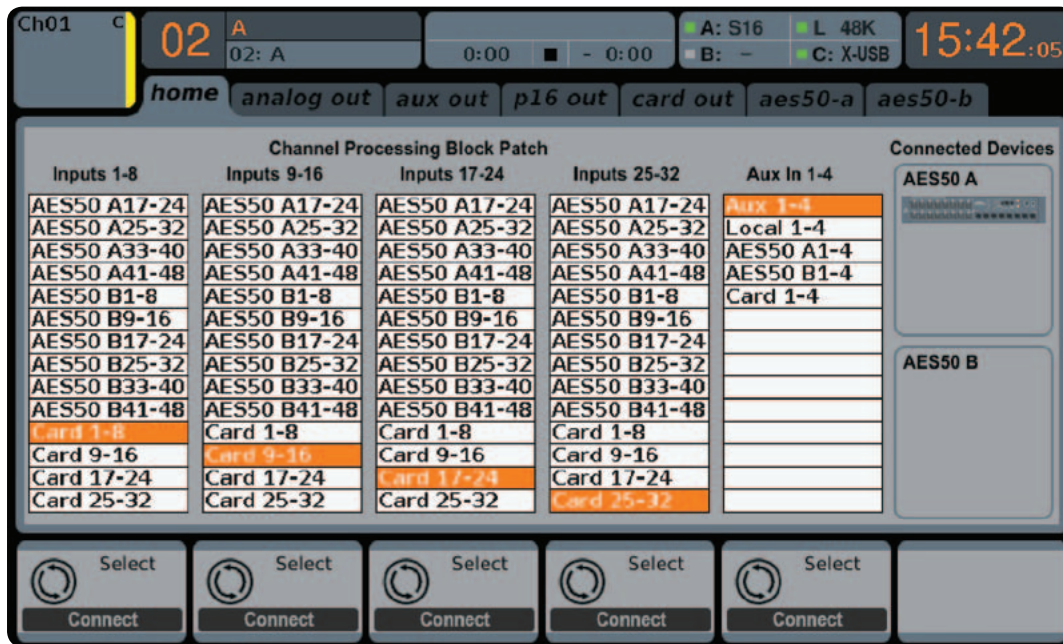 Ch01 C
02
A
02: A
0:00 - 0:00
A: S16
B: -
L 48K
C: X-USB
15:42:05
home analog out aux out p16 out card out aes50-a aes50-b
Channel Processing Block Patch
Connected Devices
Inputs 1-8 Inputs 9-16 Inputs 17-24 Inputs 25-32 Aux In 1-4
AES50 A17-24 AES50 A17-24 AES50 A17-24 AES50 A17-24 Aux 1-4
AES50 A25-32 AES50 A25-32 AES50 A25-32 AES50 A25-32 Local 1-4
AES50 A33-40 AES50 A33-40 AES50 A33-40 AES50 A33-40 AES50 A1-4
AES50 A41-48 AES50 A41-48 AES50 A41-48 AES50 A41-48 AES50 B1-4
AES50 B1-8 AES50 B1-8 AES50 B1-8 AES50 B1-8 Card 1-4
AES50 B9-16 AES50 B9-16 AES50 B9-16 AES50 B9-16
AES50 B17-24 AES50 B17-24 AES50 B17-24 AES50 B17-24
AES50 B25-32 AES50 B25-32 AES50 B25-32 AES50 B25-32
AES50 B33-40 AES50 B33-40 AES50 B33-40 AES50 B33-40
AES50 B41-48 AES50 B41-48 AES50 B41-48 AES50 B41-48
Card 1-8 Card 1-8 Card 1-8 Card 1-8
Card 9-16 Card 9-16 Card 9-16 Card 9-16
Card 17-24 Card 17-24 Card 17-24 Card 17-24
Card 25-32 Card 25-32 Card 25-32 Card 25-32
AES50 A
AES50 B
Select Select Select Select Select
Connect Connect Connect Connect Connect